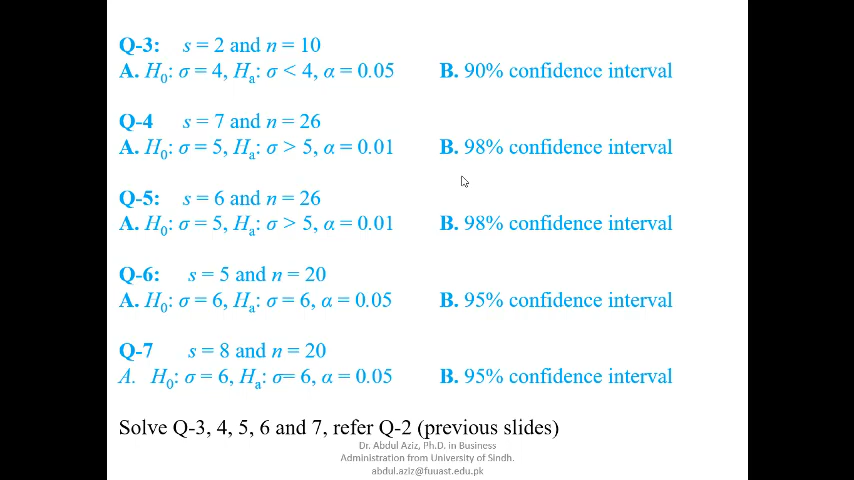 Q-3: s = 2 and n = 10
A. H0: σ = 4, Ha: σ < 4, α = 0.05 B. 90% confidence interval
Q-4 s = 7 and n = 26
A. H0: σ = 5, Ha: σ > 5, α = 0.01 B. 98% confidence interval
Q-5: s = 6 and n = 26
A. H0: σ = 5, Ha: σ > 5, α = 0.01 B. 98% confidence interval
Q-6: s = 5 and n = 20
A. H0: σ = 6, Ha: σ = 6, α = 0.05 B. 95% confidence interval
Q-7 s = 8 and n = 20
A. H0: σ = 6, Ha: σ= 6, α = 0.05 B. 95% confidence interval
Solve Q-3, 4, 5, 6 and 7, refer Q-2 (previous slides)
Dr. Abdul Aziz, Ph.D. in Business
Administration from University of Sindh.
abdul.aziz@fuuast.edu.pk